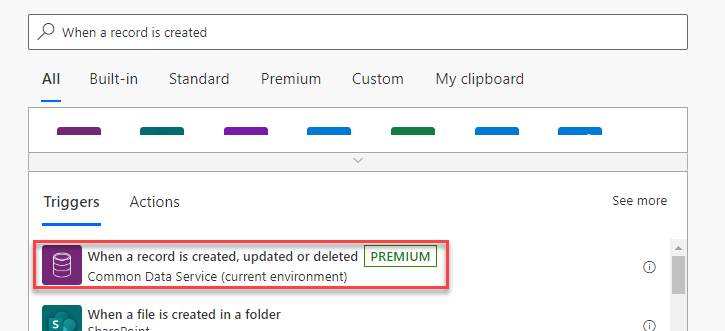 When a record is created
All Built-in Standard Premium Custom My clipboard
Triggers Actions See more
When a record is created, updated or deleted PREMIUM
Common Data Service (current environment)
When a file is created in a folder
SharePoint